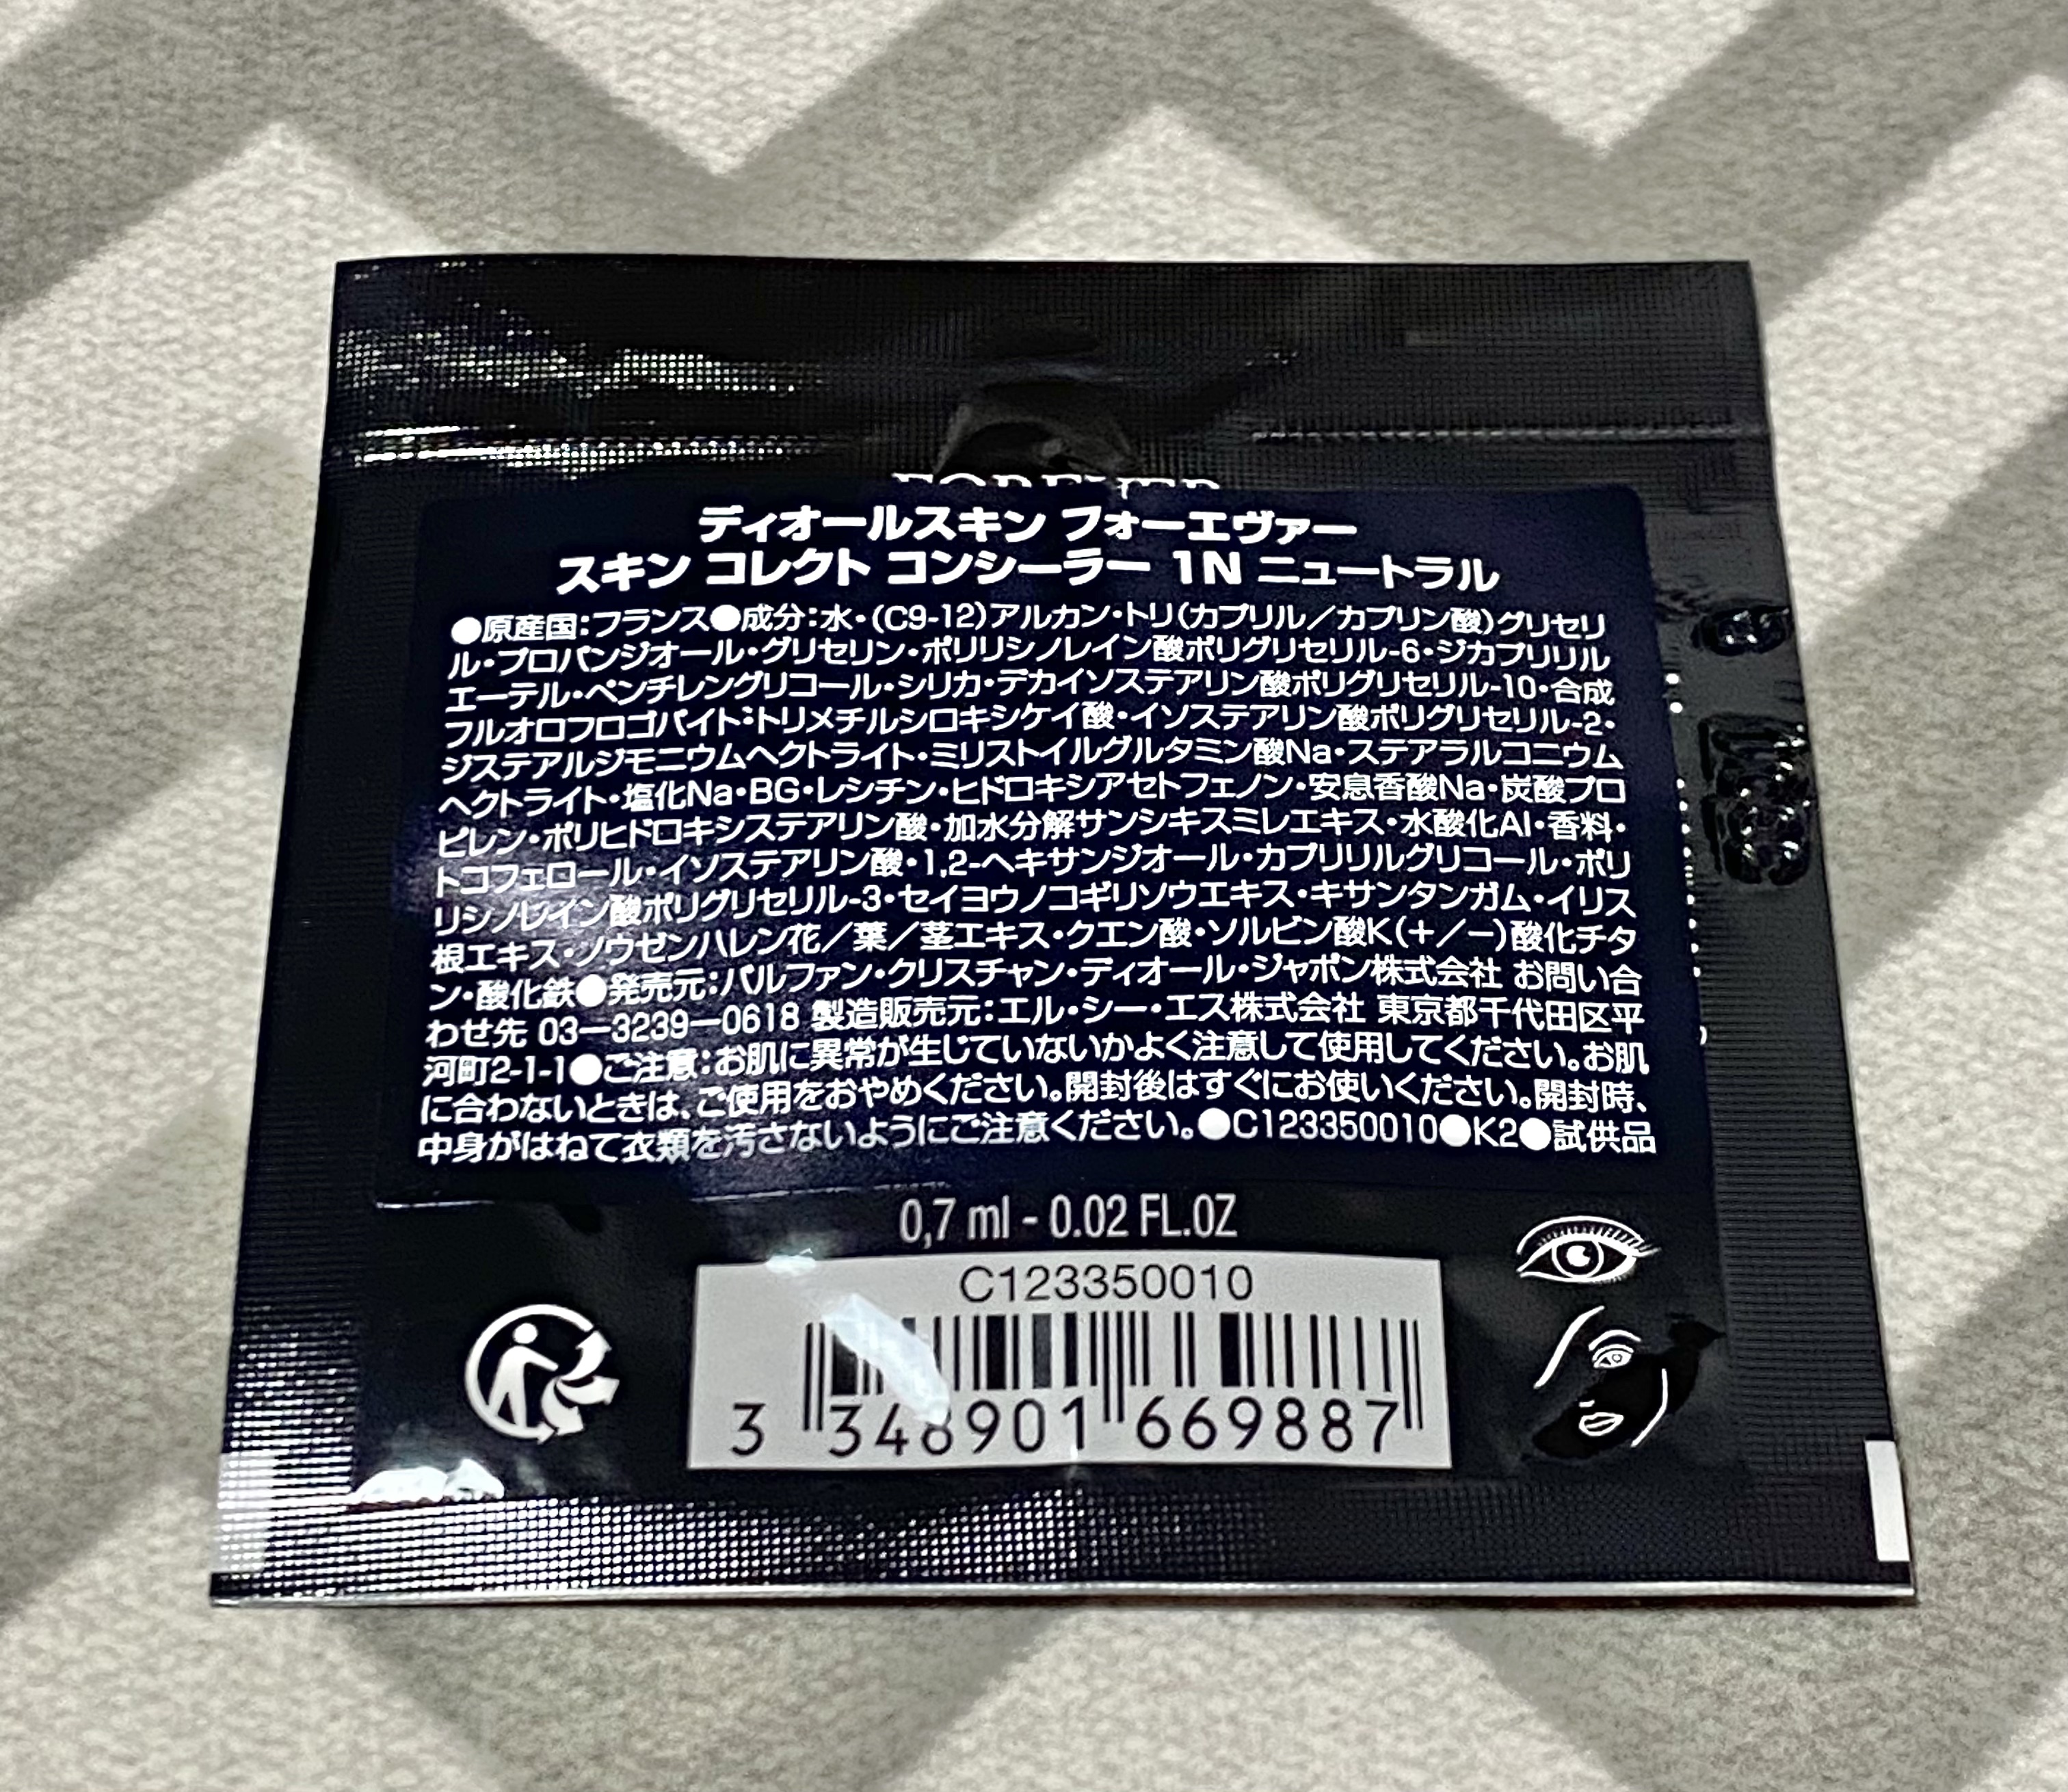 FOREVER
ディオールスキン フォーエヴァー
スキン コレクト コンシーラー 1N ニュートラル
●原産国：フランス●成分：水・(C9-12)アルカン・トリ(カプリル／カプリン酸)グリセリ
ル・プロパンジオール・グリセリン・ポリリシノレイン酸ポリグリセリル-6・ジカプリリル
エーテル・ペンチレングリコール・シリカ・デカイソステアリン酸ポリグリセリル-10・合成
フルオロフロゴパイト・トリメチルシロキシケイ酸・イソステアリン酸ポリグリセリル-2・
ジステアルジモニウムヘクトライト・ミリストイルグルタミン酸Na・ステアラルコニウム
ヘクトライト・塩化Na・BG・レシチン・ヒドロキシアセトフェノン・安息香酸Na・炭酸プロ
ピレン・ポリヒドロキシステアリン酸・加水分解サンシキスミレエキス・水酸化Al・香料・
トコフェロール・イソステアリン酸・1,2-ヘキサンジオール・カプリリルグリコール・ポリ
リシノレイン酸ポリグリセリル-3・セイヨウノコギリソウエキス・キサンタンガム・イリス
根エキス・ノウゼンハレン花／葉／茎エキス・クエン酸・ソルビン酸K(+／−)酸化チタ
ン・酸化鉄●発売元：パルファン・クリスチャン・ディオール・ジャポン株式会社 お問い合
わせ先 03―3239―0618 製造販売元：エル・シー・エス株式会社 東京都千代田区平
河町2-1-1●ご注意：お肌に異常が生じていないかよく注意して使用してください。お肌
に合わないときは、ご使用をおやめください。開封後はすぐにお使いください。開封時、
中身がはねて衣類を汚さないようにご注意ください。●C123350010●K2●試供品
0,7 ml - 0.02 FL.OZ
C123350010
3 348901 669887